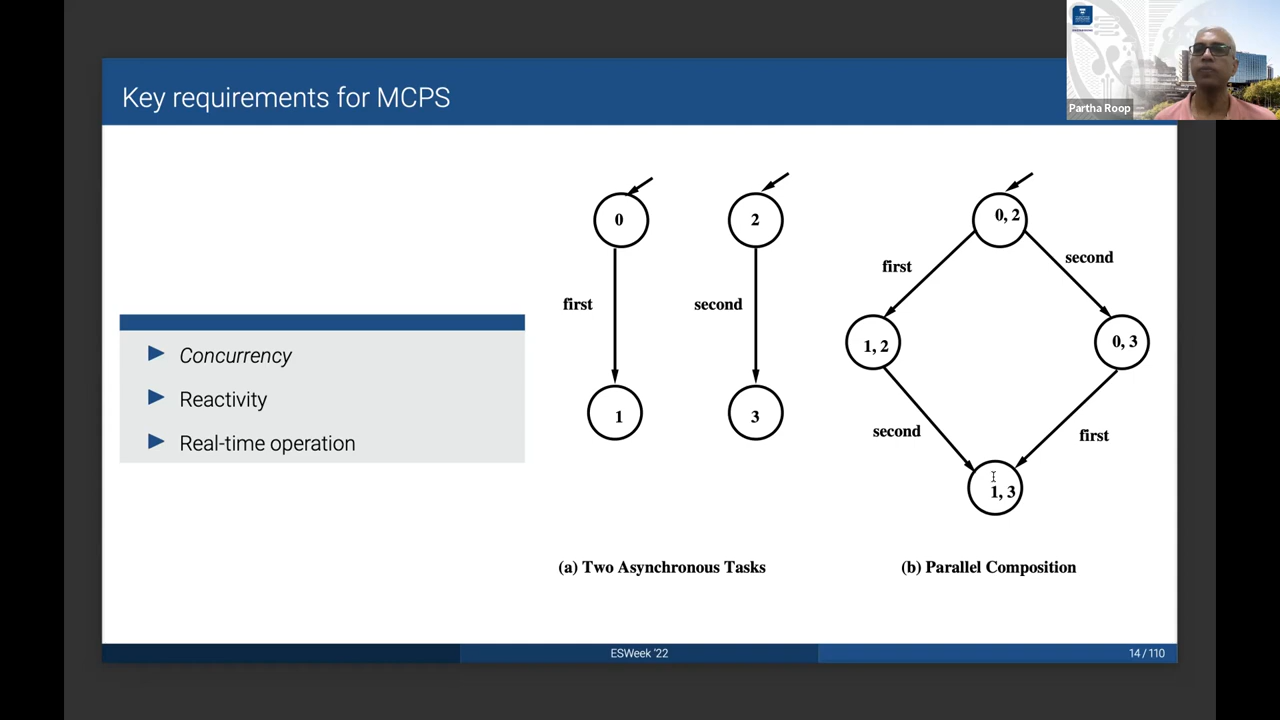 Key requirements for MCPS
Partha Roop
Concurrency
Reactivity
Real-time operation
0
2
first
second
1
3
(a) Two Asynchronous Tasks
0, 2
first
second
1, 2
0, 3
second
first
1, 3
(b) Parallel Composition
ESWeek '22
14 / 110